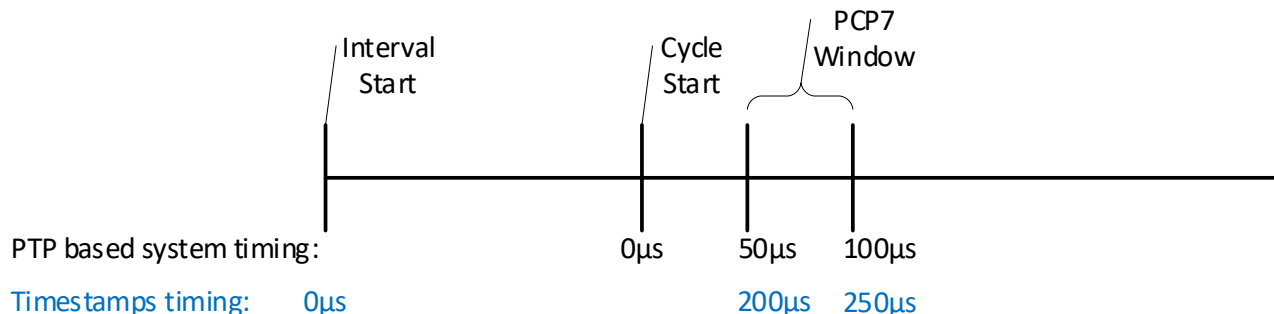 PCP7
Window
Interval
Start
Cycle
Start
PTP based system timing: 0µs 50µs 100µs
Timestamps timing: 0µs 200µs 250µs